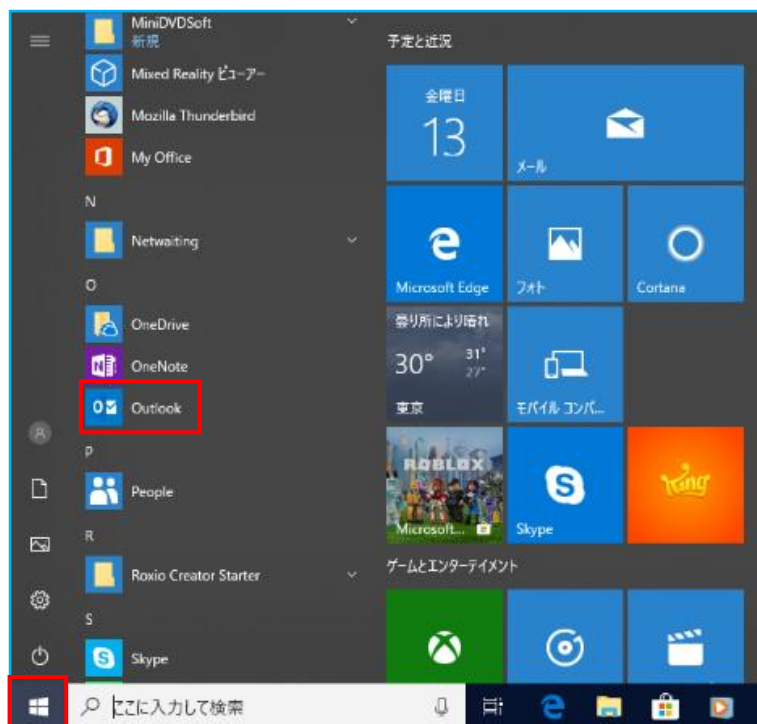 MiniDVDSoft
新規
Mixed Reality ビューアー
Mozilla Thunderbird
My Office
N
Netwaiting
O
OneDrive
OneNote
Outlook
P
People
R
Roxio Creator Starter
S
Skype
予定と近況
金曜日
13
メール
Microsoft Edge
フォト
Cortana
曇り所により晴れ
30° 31°
27°
東京
モバイル コンパ...
ROBLOX
Microsoft...
Skype
King
ゲームとエンターテイメント
ここに入力して検索